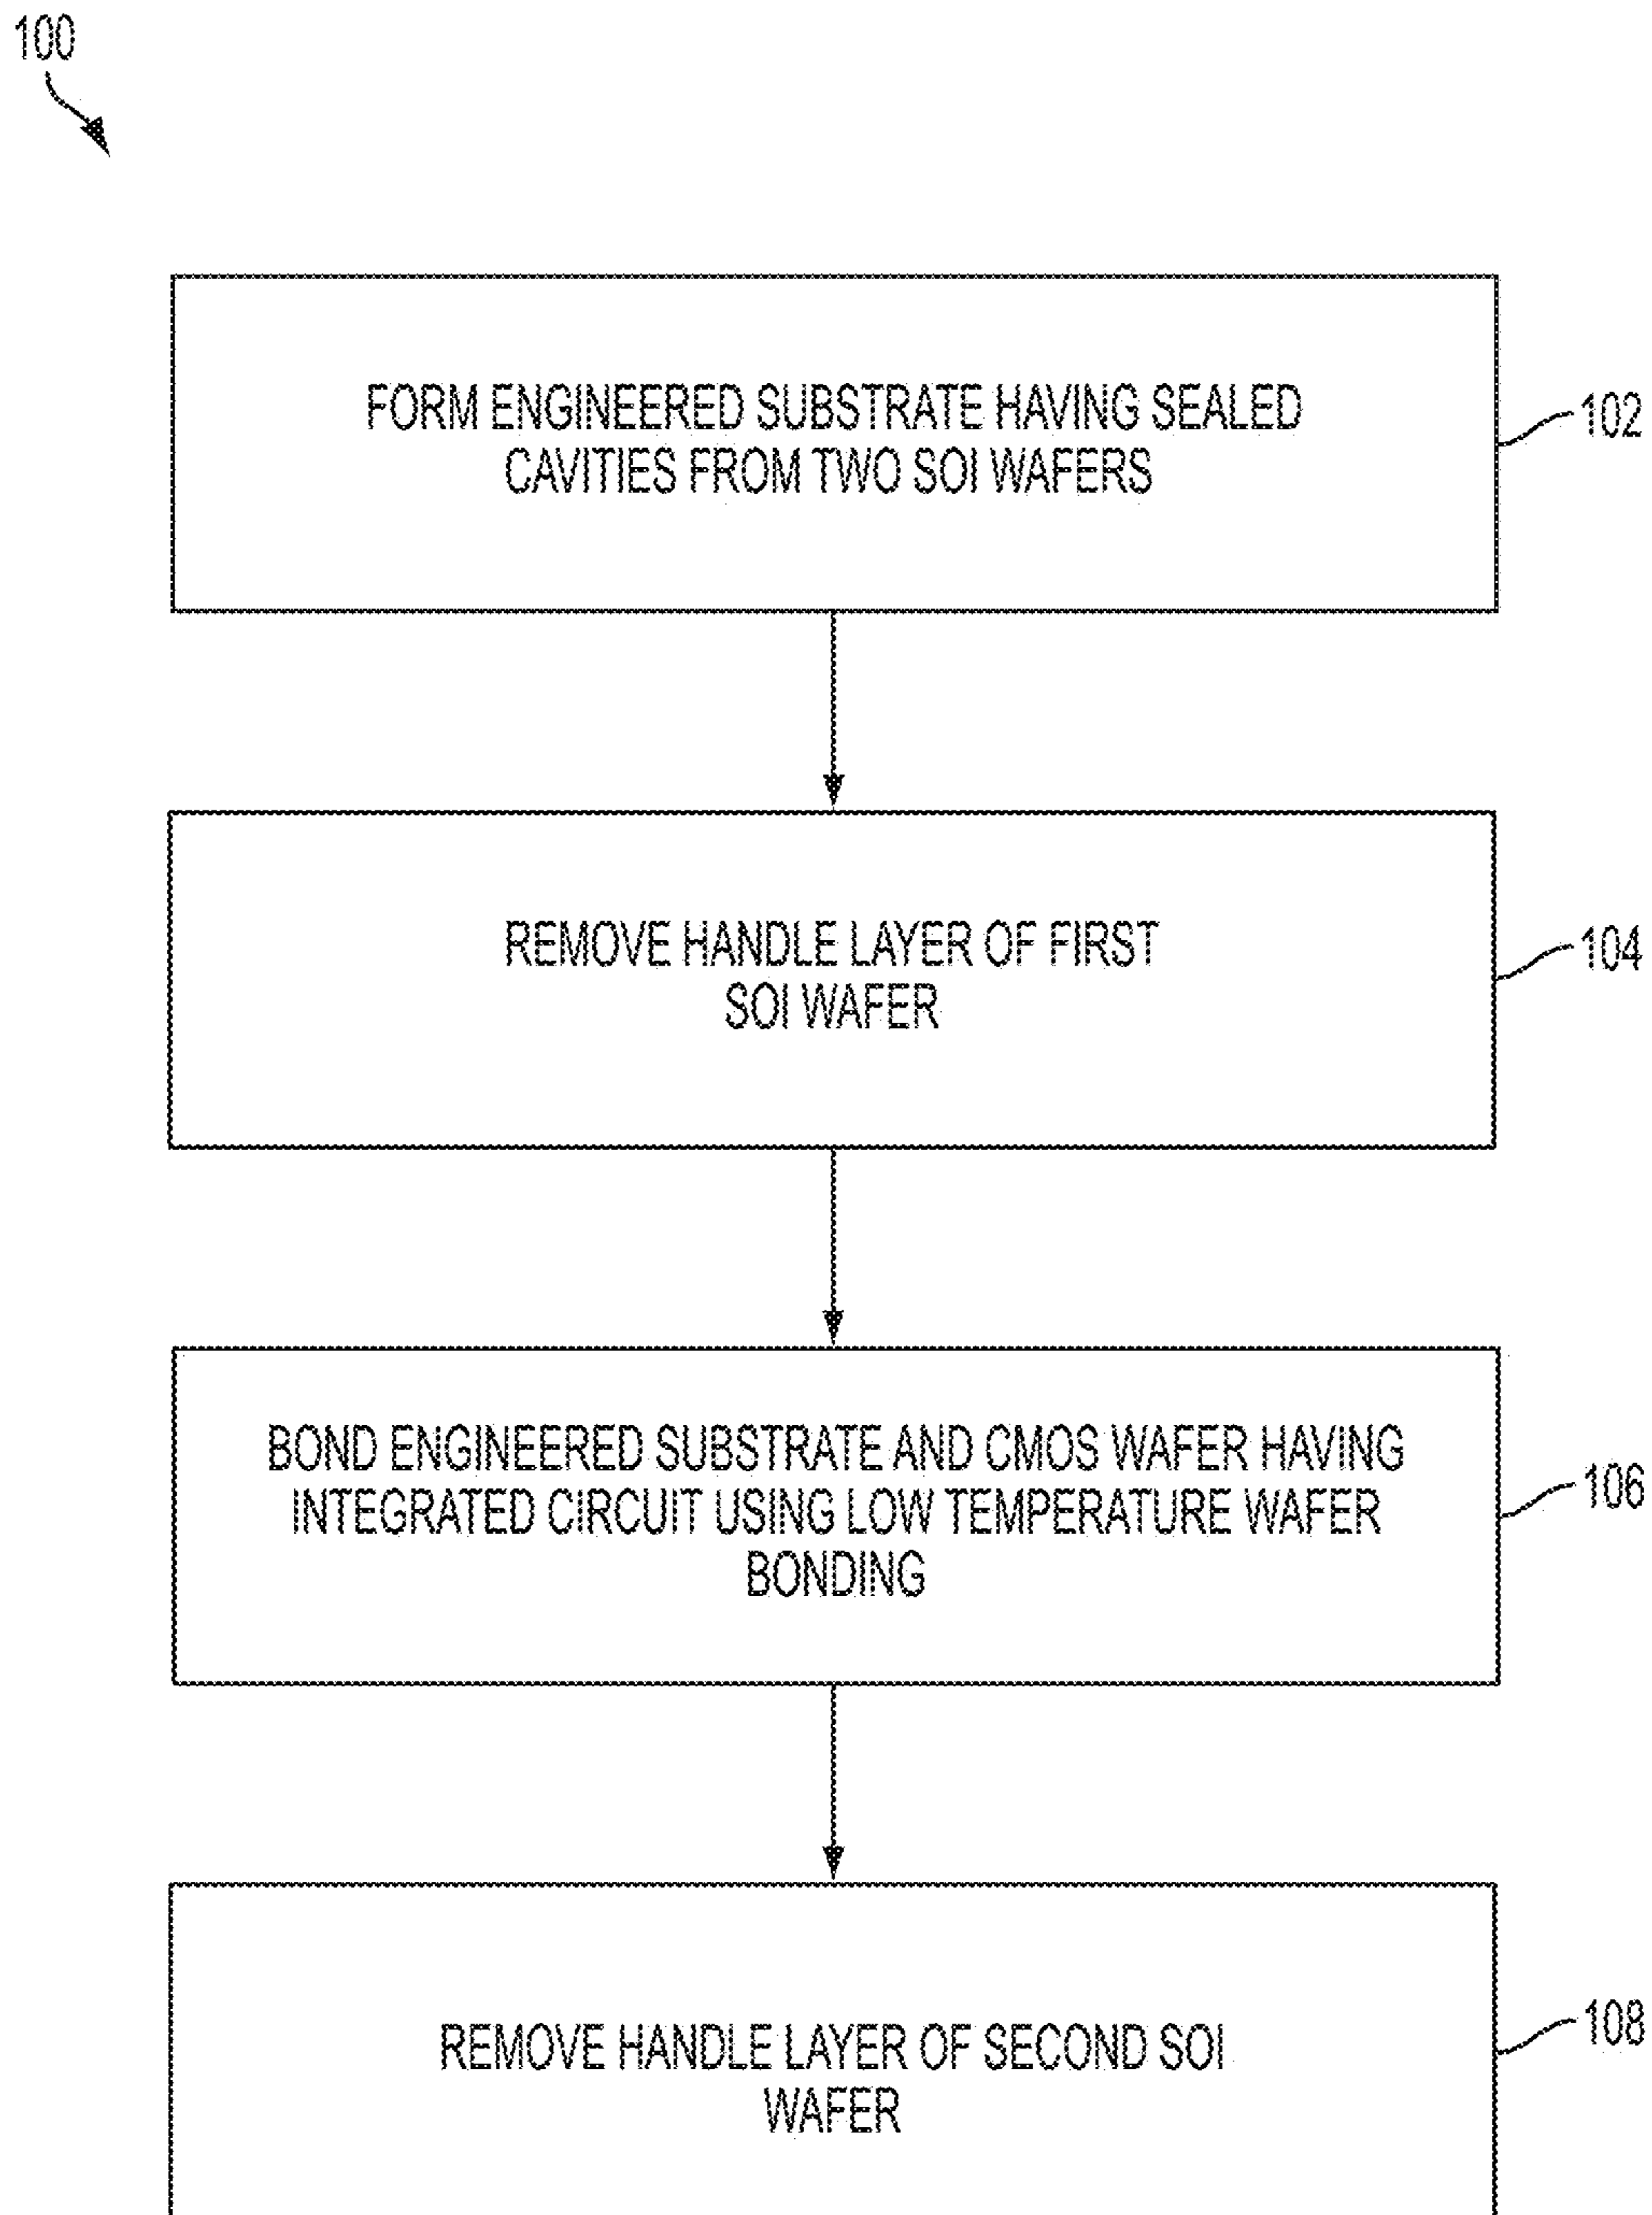 100
FORM ENGINEERED SUBSTRATE HAVING SEALED
CAVITIES FROM TWO SOI WAFERS
102
REMOVE HANDLE LAYER OF FIRST
SOI WAFER
104
BOND ENGINEERED SUBSTRATE AND CMOS WAFER HAVING
INTEGRATED CIRCUIT USING LOW TEMPERATURE WAFER
BONDING
106
REMOVE HANDLE LAYER OF SECOND SOI
WAFER
108